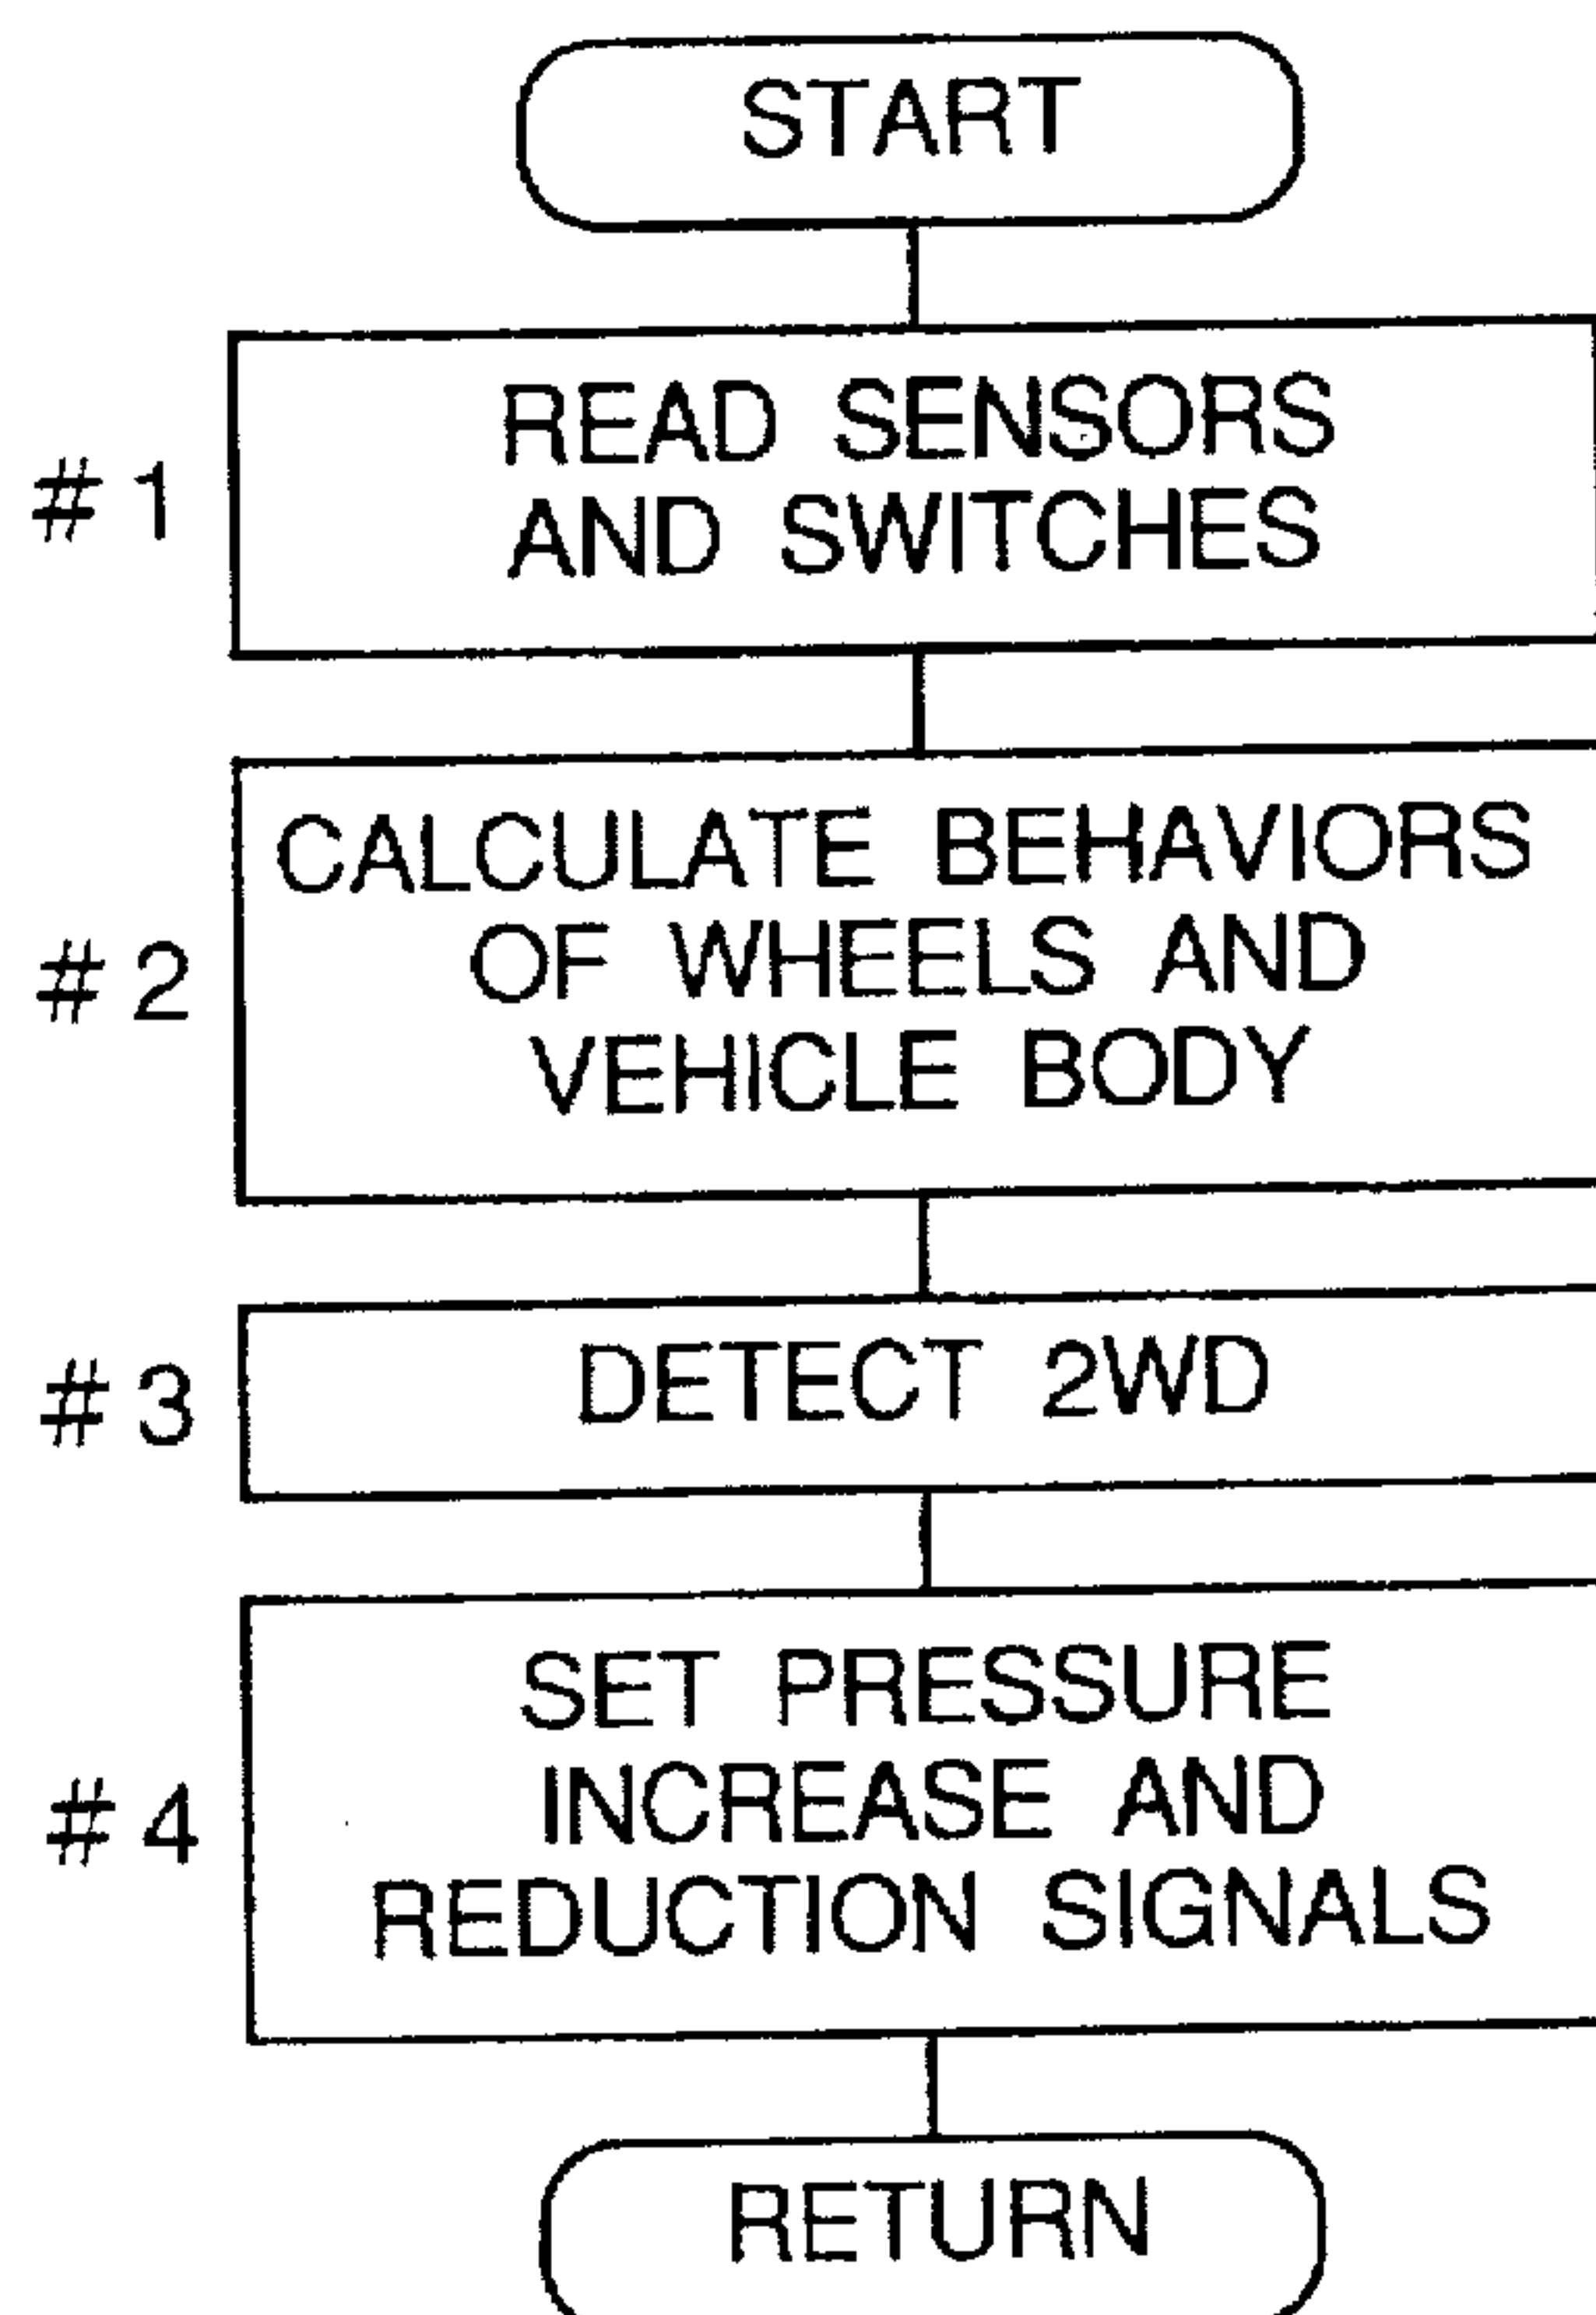 START
#1
READ SENSORS
AND SWITCHES
#2
CALCULATE BEHAVIORS
OF WHEELS AND
VEHICLE BODY
#3
DETECT 2WD
#4
SET PRESSURE
INCREASE AND
REDUCTION SIGNALS
RETURN